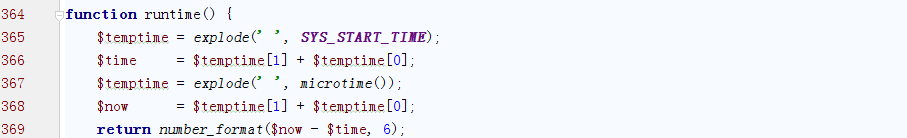 364 function runtime() {
365 $temptime = explode(' ', SYS_START_TIME);
366 $time = $temptime[1] + $temptime[0];
367 $temptime = explode(' ', microtime());
368 $now = $temptime[1] + $temptime[0];
369 return number_format($now - $time, 6);